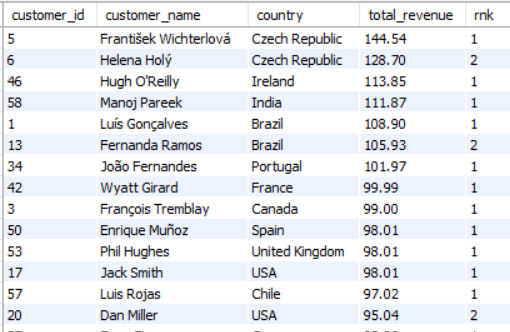 customer_id customer_name country total_revenue rnk
5 František Wichterlová Czech Republic 144.54 1
6 Helena Holý Czech Republic 128.70 2
46 Hugh O'Reilly Ireland 113.85 1
58 Manoj Pareek India 111.87 1
1 Luís Gonçalves Brazil 108.90 1
13 Fernanda Ramos Brazil 105.93 2
34 João Fernandes Portugal 101.97 1
42 Wyatt Girard France 99.99 1
3 François Tremblay Canada 99.00 1
50 Enrique Muñoz Spain 98.01 1
53 Phil Hughes United Kingdom 98.01 1
17 Jack Smith USA 98.01 1
57 Luis Rojas Chile 97.02 1
20 Dan Miller USA 95.04 2